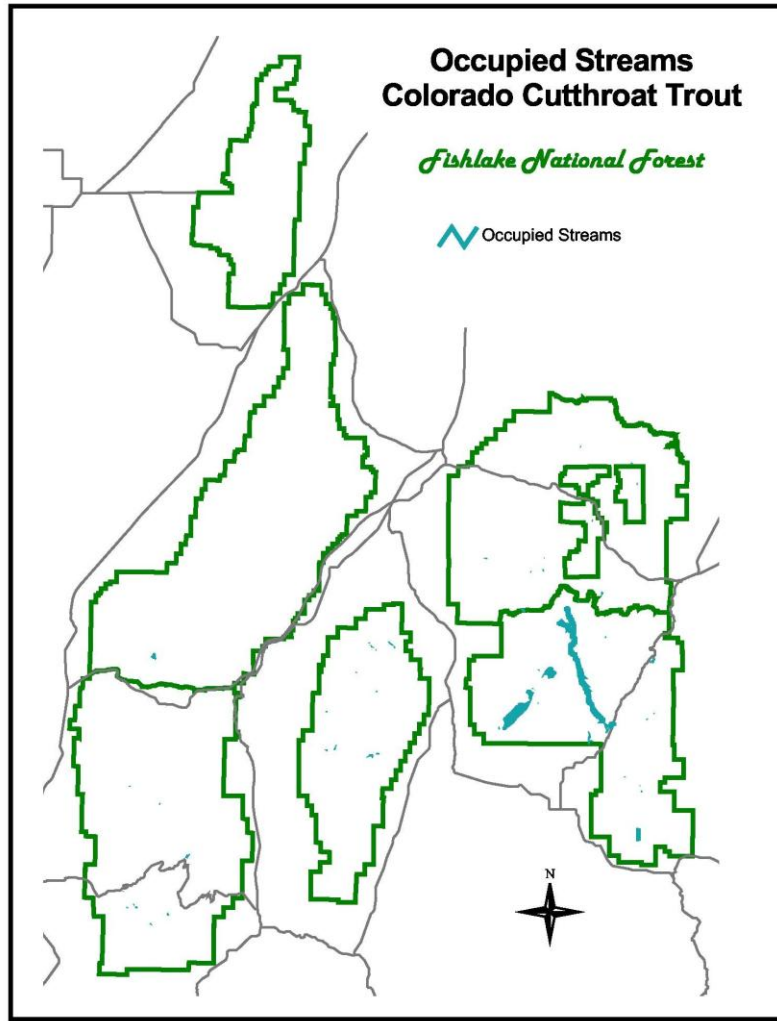 Occupied Streams
Colorado Cutthroat Trout
Fishlake National Forest
Occupied Streams
N